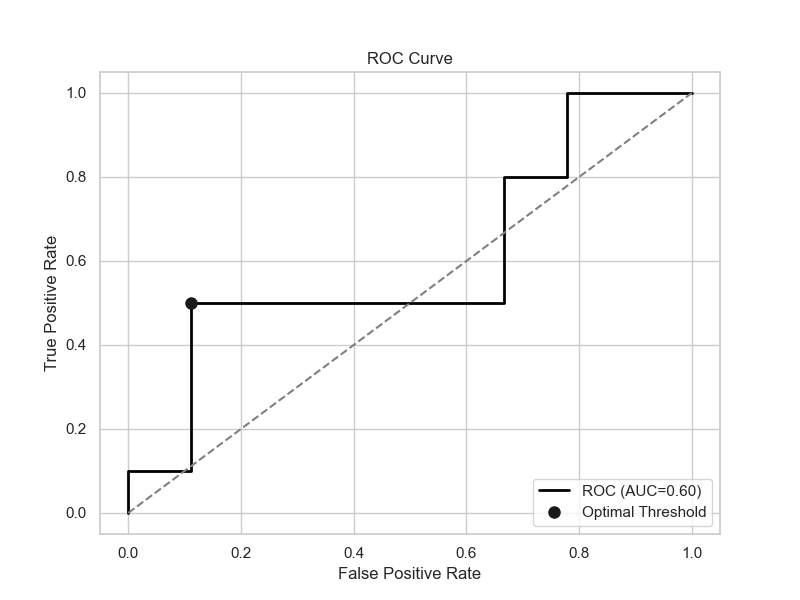 ROC Curve
True Positive Rate
1.0
0.8
0.6
0.4
0.2
0.0
0.0 0.2 0.4 0.6 0.8 1.0
False Positive Rate
ROC (AUC=0.60)
Optimal Threshold